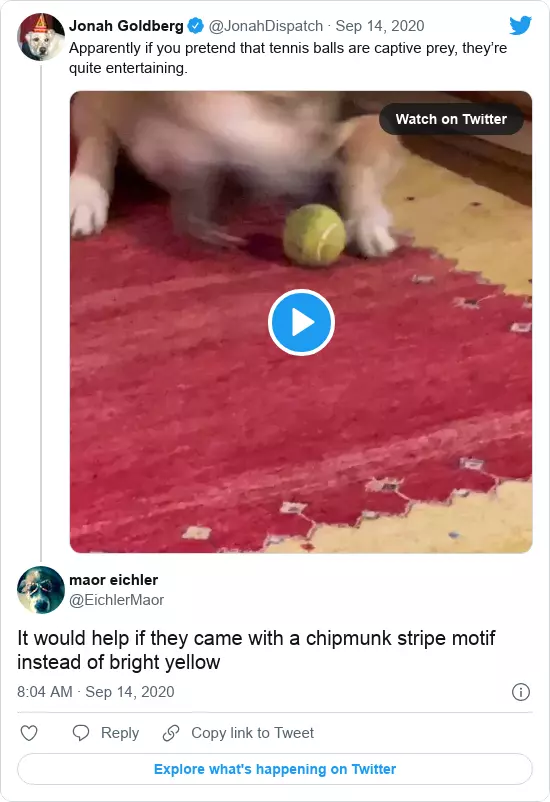 Jonah Goldberg @JonahDispatch · Sep 14, 2020
Apparently if you pretend that tennis balls are captive prey, they’re
quite entertaining.
Watch on Twitter
maor eichler
@EichlerMaor
It would help if they came with a chipmunk stripe motif
instead of bright yellow
8:04 AM · Sep 14, 2020
Reply Copy link to Tweet
Explore what's happening on Twitter